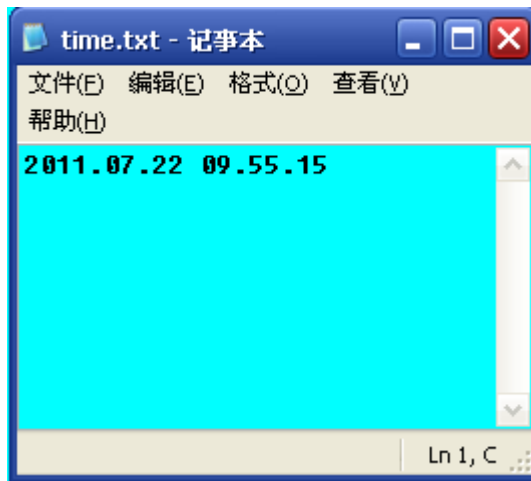 time.txt - 记事本
文件(F) 编辑(E) 格式(O) 查看(V)
帮助(H)
2011.07.22 09.55.15
Ln 1, C